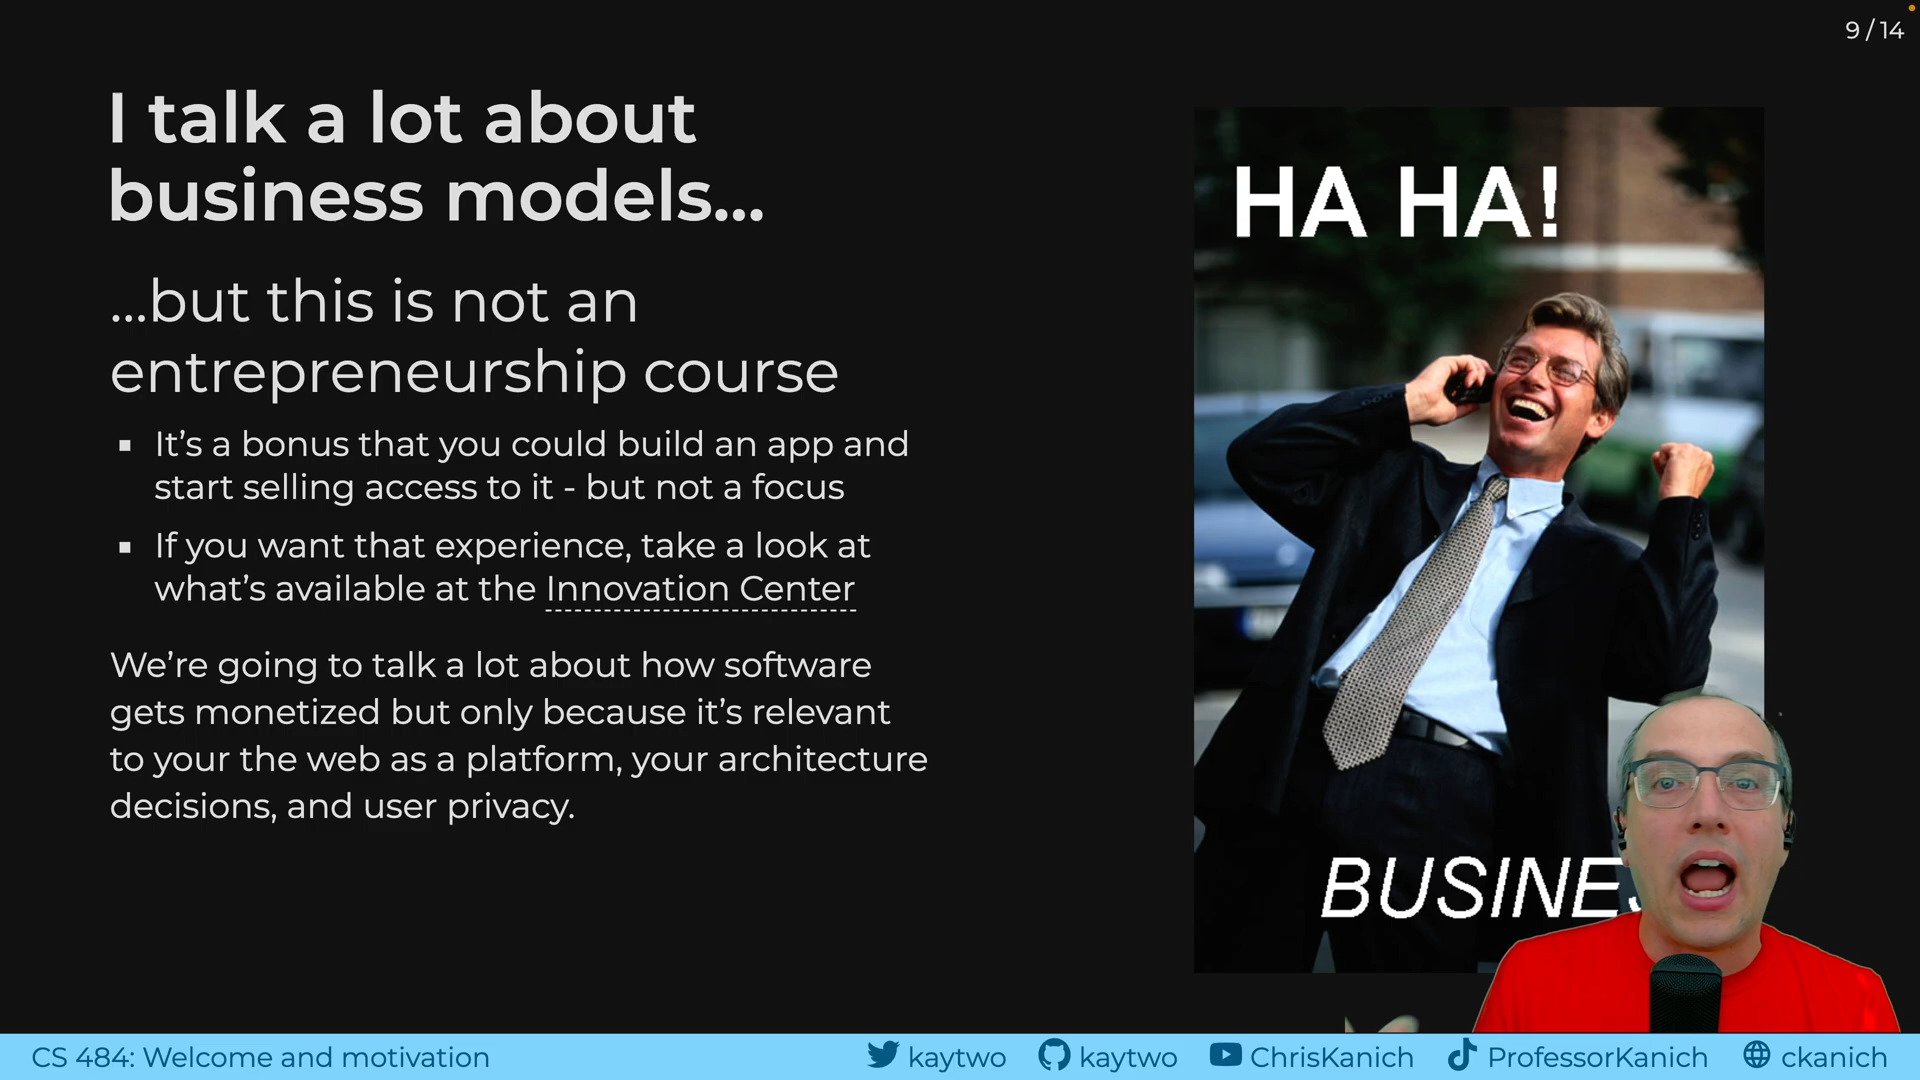 9 / 14
I talk a lot about
business models...
...but this is not an
entrepreneurship course
It's a bonus that you could build an app and
start selling access to it - but not a focus
If you want that experience, take a look at
what's available at the Innovation Center
We're going to talk a lot about how software
gets monetized but only because it's relevant
to your the web as a platform, your architecture
decisions, and user privacy.
HA HA!
BUSINE
CS 484: Welcome and motivation
kaytwo
kaytwo
ChrisKanich
ProfessorKanich
ckanich